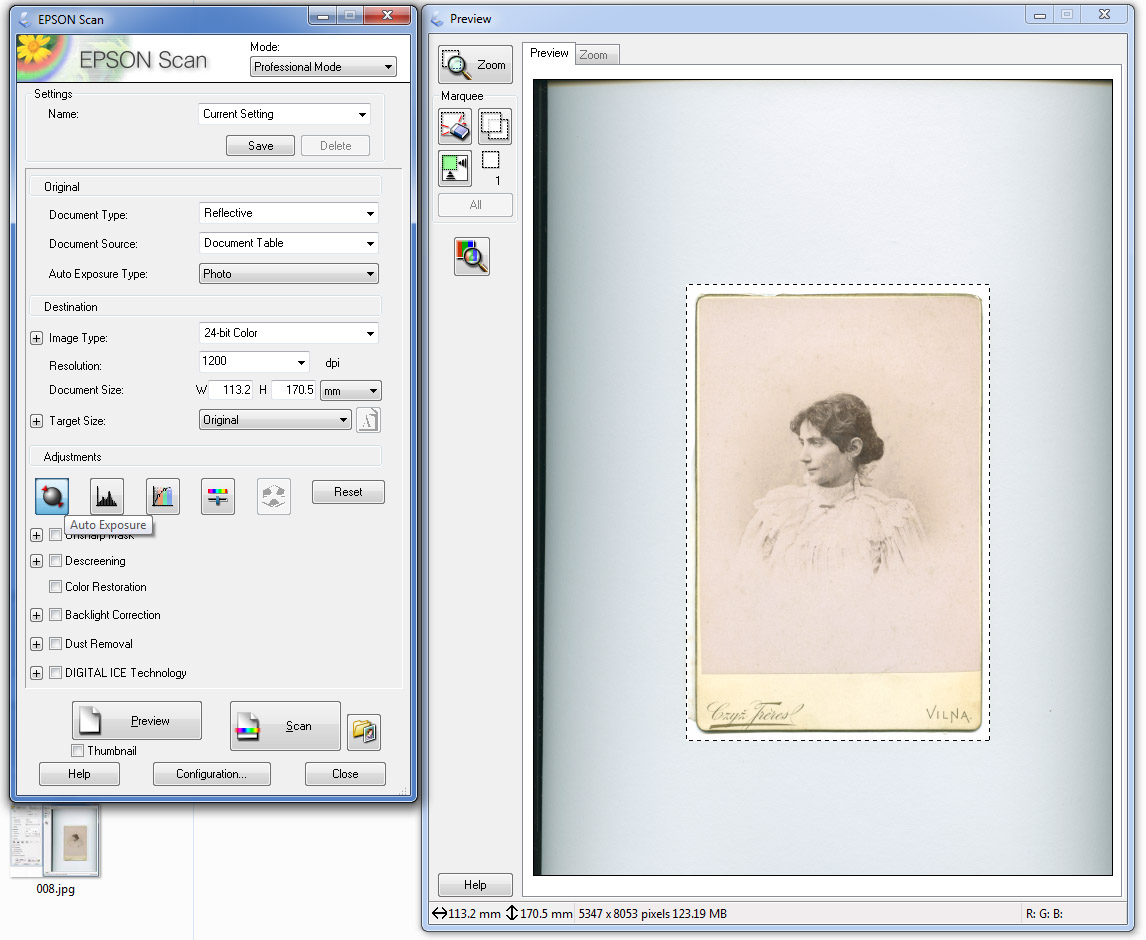 EPSON Scan
EPSON Scan
Mode:
Professional Mode
Settings
Name:
Current Setting
Save
Delete
Original
Document Type:
Reflective
Document Source:
Document Table
Auto Exposure Type:
Photo
Destination
Image Type:
24-bit Color
Resolution:
1200
dpi
Document Size:
W 113.2 H 170.5 mm
Target Size:
Original
Adjustments
Reset
Auto Exposure
Unsharp Mask
Descreening
Color Restoration
Backlight Correction
Dust Removal
DIGITAL ICE Technology
Preview
Scan
Thumbnail
Help
Configuration...
Close
008.jpg
Preview
Zoom
Marquee
1
All
Help
Preview
Zoom
Czyż Frères
VILNA.
113.2 mm 170.5 mm 5347 x 8053 pixels 123.19 MB
R: G: B: